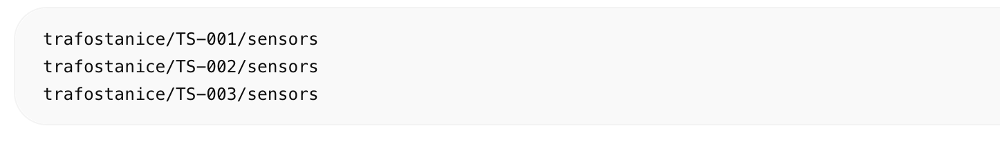 trafostanice/TS-001/sensors
trafostanice/TS-002/sensors
trafostanice/TS-003/sensors